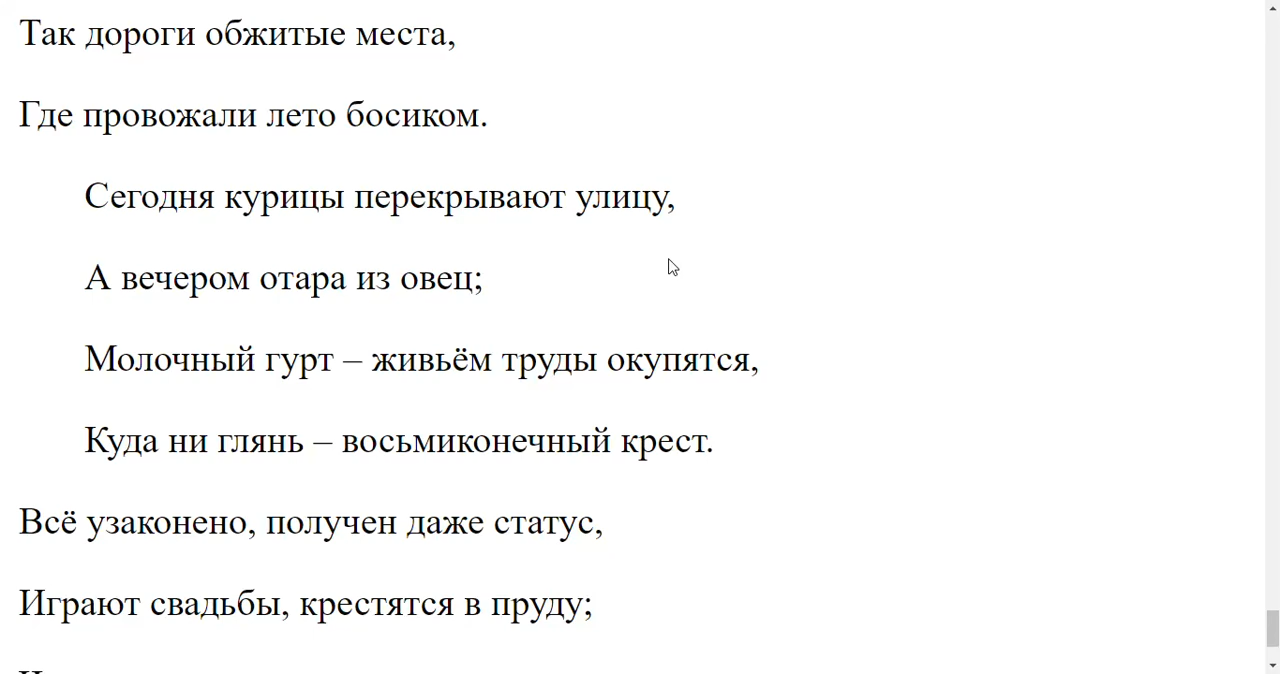 Так дороги обжитые места,
Где провожали лето босиком.
Сегодня курицы перекрывают улицу,
А вечером отара из овец;
Молочный гурт – живьём труды окупятся,
Куда ни глянь – восьмиконечный крест.
Всё узаконено, получен даже статус,
Играют свадьбы, крестятся в пруду;